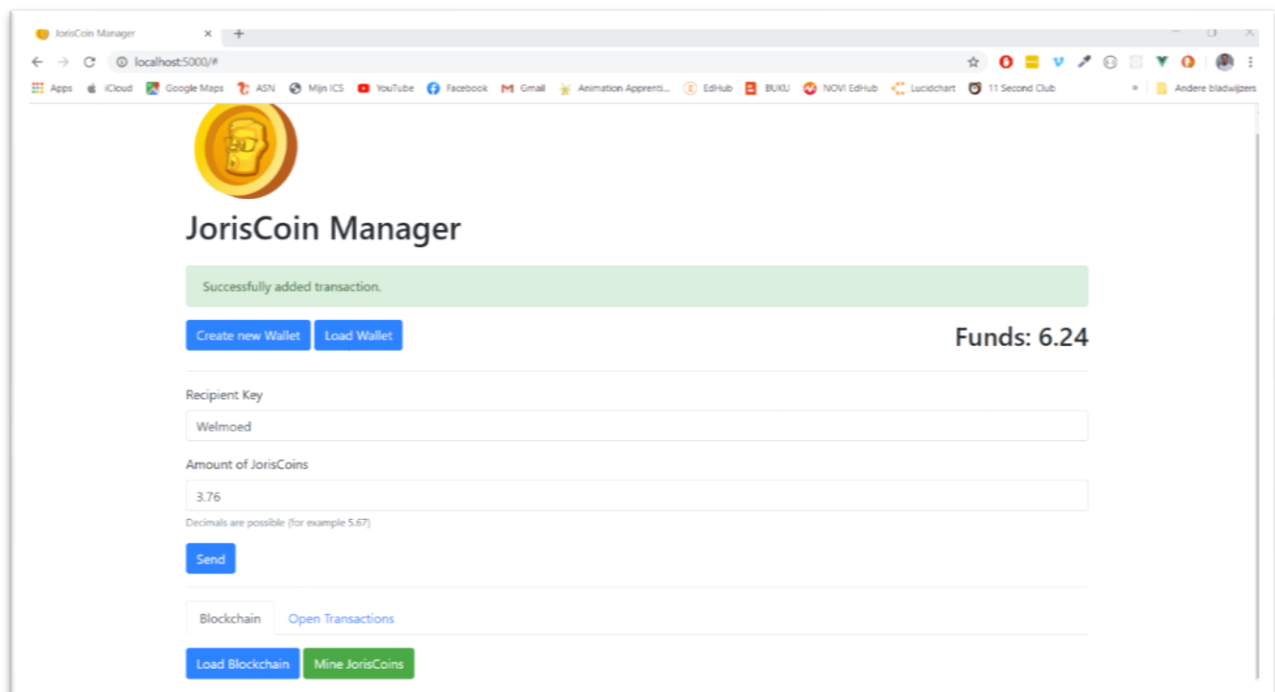 JorisCoin Manager
localhost:5000/#
Apps iCloud Google Maps ASN Mijn ICS YouTube Facebook Gmail Animation Apprenti... EdHub BUKU NOVI EdHub Lucidchart 11 Second Club » Andere bladwijzers
JorisCoin Manager
Successfully added transaction.
Create new Wallet Load Wallet Funds: 6.24
Recipient Key
Welmoed
Amount of JorisCoins
3.76
Decimals are possible (for example 5.67)
Send
Blockchain Open Transactions
Load Blockchain Mine JorisCoins